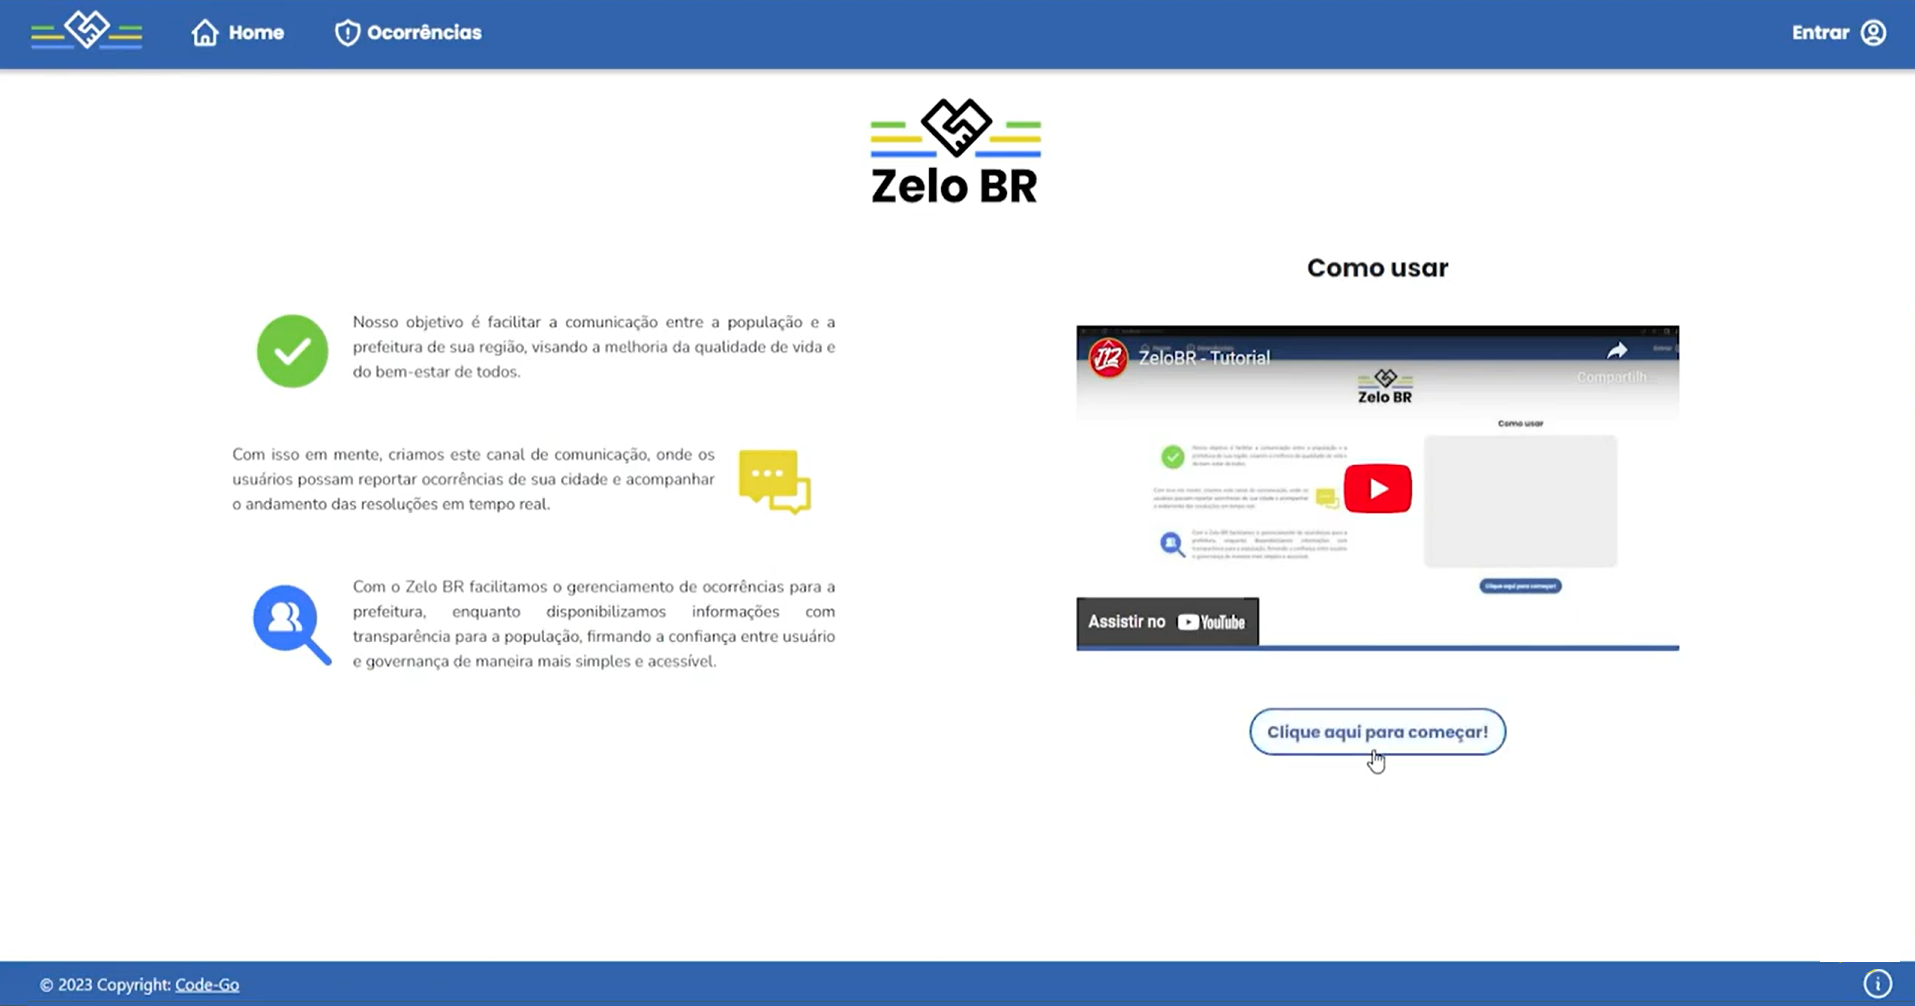 Home
Ocorrências
Entrar
Zelo BR
Como usar
Nosso objetivo é facilitar a comunicação entre a população e a
prefeitura de sua região, visando a melhoria da qualidade de vida e
do bem-estar de todos.
Com isso em mente, criamos este canal de comunicação, onde os
usuários possam reportar ocorrências de sua cidade e acompanhar
o andamento das resoluções em tempo real.
Com o Zelo BR facilitamos o gerenciamento de ocorrências para a
prefeitura, enquanto disponibilizamos informações com
transparência para a população, firmando a confiança entre usuário
e governança de maneira mais simples e acessível.
ZeloBR - Tutorial
Compartilh...
Zelo BR
Como usar
Clique aqui para começar!
Assistir no YouTube
Clique aqui para começar!
© 2023 Copyright: Code-Go